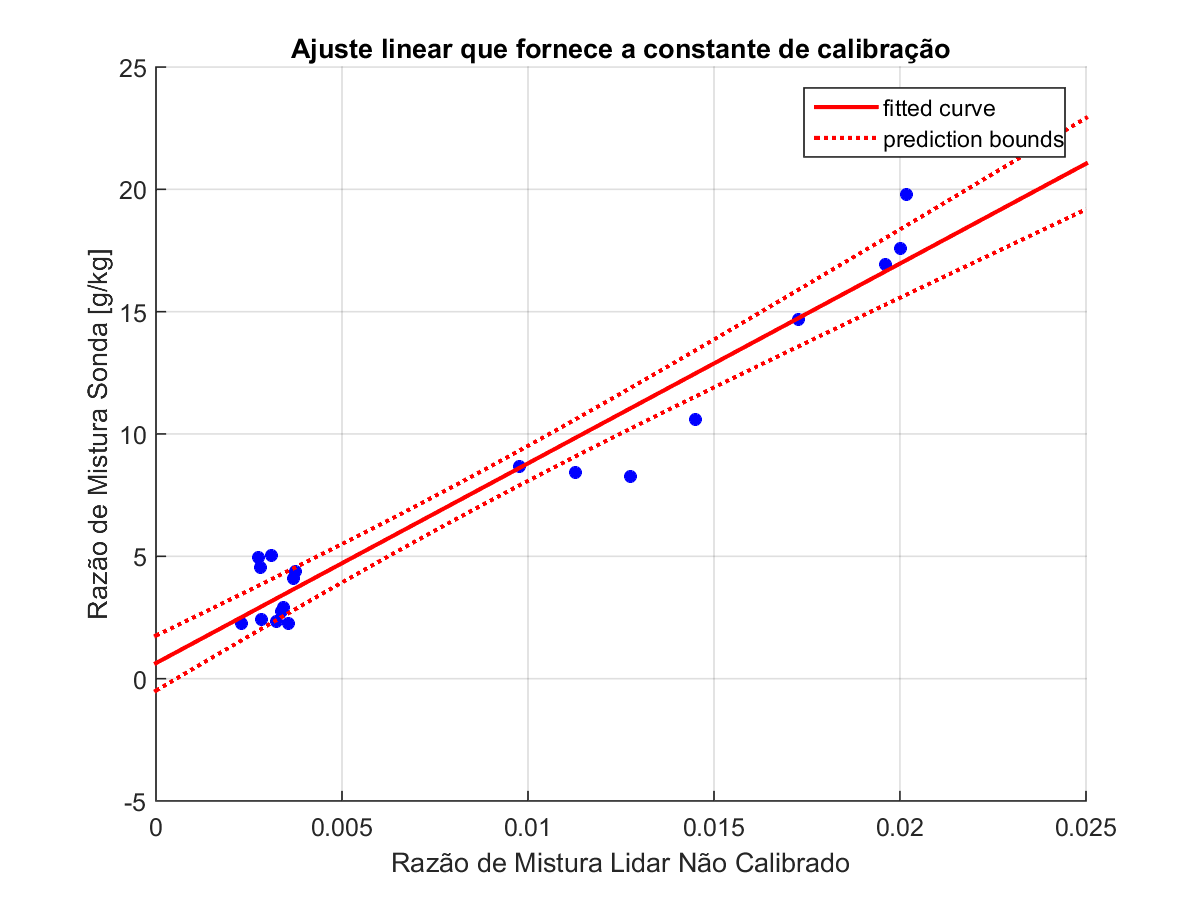 Ajuste linear que fornece a constante de calibração
25
20
15
10
5
0
-5
Razão de Mistura Sonda [g/kg]
fitted curve
prediction bounds
0 0.005 0.01 0.015 0.02 0.025
Razão de Mistura Lidar Não Calibrado